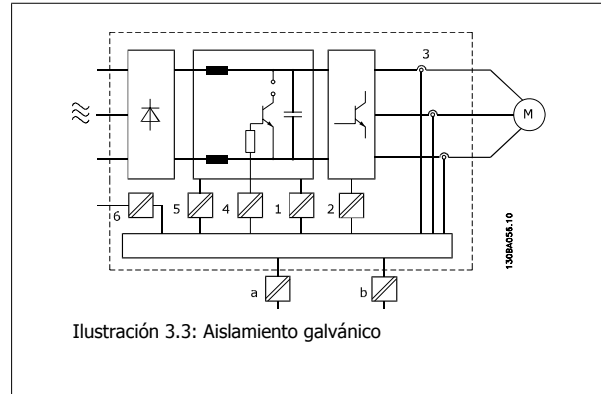 3
M
6
5
4
1
2
a
b
130BA056.10
Ilustración 3.3: Aislamiento galvánico